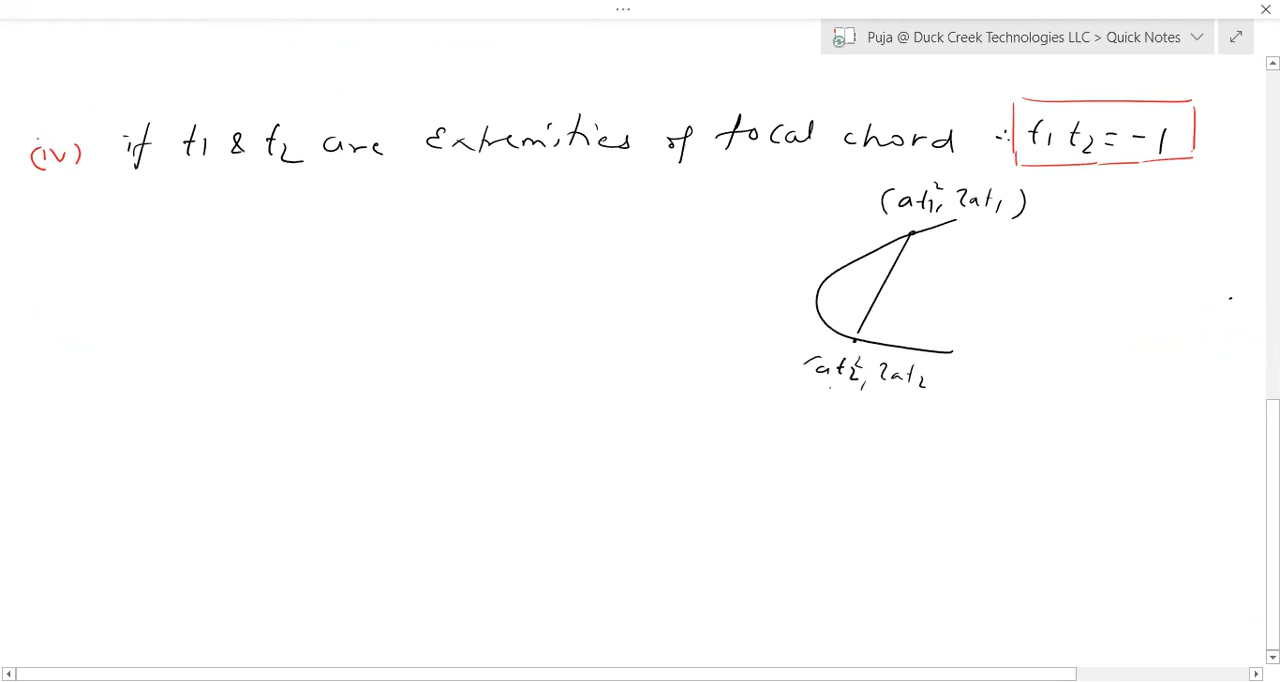 ...
Puja @ Duck Creek Technologies LLC > Quick Notes
(iv) if t1 & t2 are Extremities of focal chord ∴ t1 t2 = -1
(at1², 2at1)
(at2², 2at2